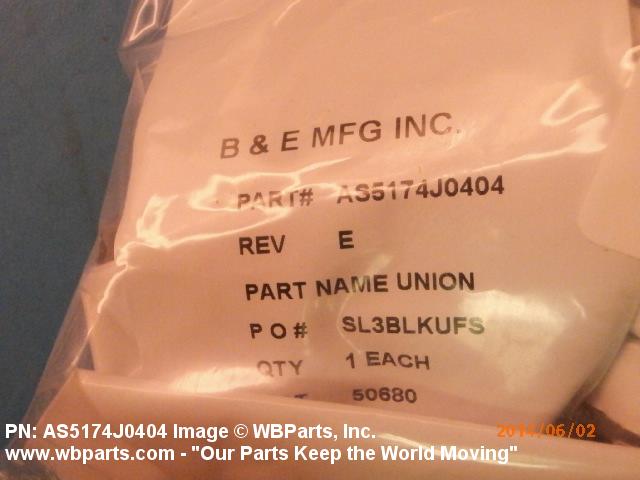 B & E MFG INC.
PART# AS5174J0404
REV E
PART NAME UNION
P O # SL3BLKUFS
QTY 1 EACH
50680
PN: AS5174J0404 Image © WBParts, Inc.
2014/06/02
www.wbparts.com - "Our Parts Keep the World Moving"